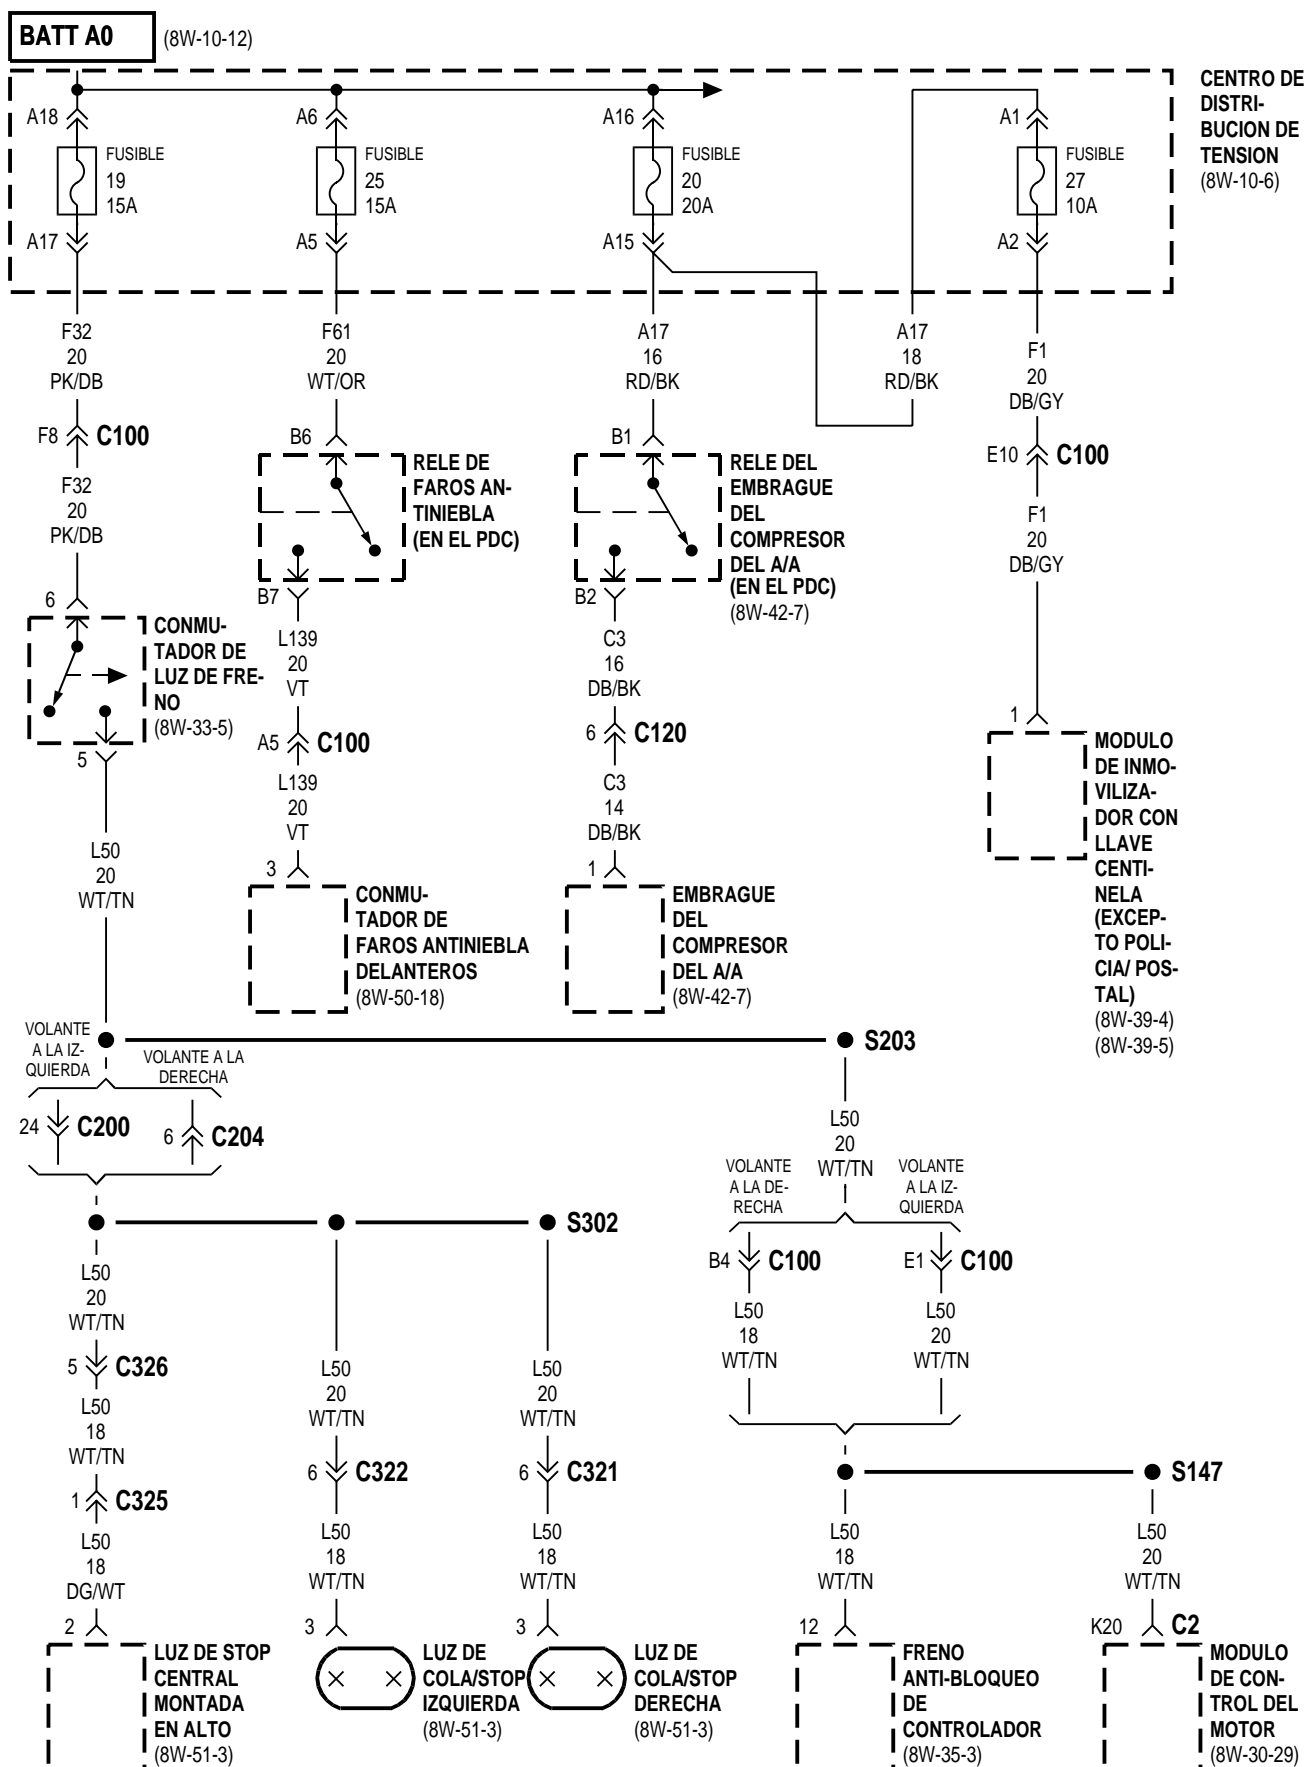 BATT A0
(8W-10-12)
CENTRO DE
DISTRI-
BUCION DE
TENSION
(8W-10-6)
A18
FUSIBLE
19
15A
A17
A6
FUSIBLE
25
15A
A5
A16
FUSIBLE
20
20A
A15
A1
FUSIBLE
27
10A
A2
F32
20
PK/DB
F8
C100
F32
20
PK/DB
6
CONMU-
TADOR DE
LUZ DE FRE-
NO
(8W-33-5)
5
L50
20
WT/TN
F61
20
WT/OR
B6
RELE DE
FAROS AN-
TINIEBLA
(EN EL PDC)
B7
L139
20
VT
A5
C100
L139
20
VT
3
CONMU-
TADOR DE
FAROS ANTINIEBLA
DELANTEROS
(8W-50-18)
A17
16
RD/BK
B1
RELE DEL
EMBRAGUE
DEL
COMPRESOR
DEL A/A
(EN EL PDC)
(8W-42-7)
B2
C3
16
DB/BK
6
C120
C3
14
DB/BK
1
EMBRAGUE
DEL
COMPRESOR
DEL A/A
(8W-42-7)
A17
18
RD/BK
F1
20
DB/GY
E10
C100
F1
20
DB/GY
1
MODULO
DE INMO-
VILIZA-
DOR CON
LLAVE
CENTI-
NELA
(EXCEP-
TO POLI-
CIA/ POS-
TAL)
(8W-39-4)
(8W-39-5)
VOLANTE
A LA IZ-
QUIERDA
VOLANTE A LA
DERECHA
S203
24
C200
6
C204
L50
20
WT/TN
VOLANTE
A LA DE-
RECHA
VOLANTE
A LA IZ-
QUIERDA
S302
B4
C100
E1
C100
L50
18
WT/TN
L50
20
WT/TN
L50
20
WT/TN
5
C326
L50
18
WT/TN
1
C325
L50
18
DG/WT
2
LUZ DE STOP
CENTRAL
MONTADA
EN ALTO
(8W-51-3)
L50
20
WT/TN
6
C322
L50
18
WT/TN
3
LUZ DE
COLA/STOP
IZQUIERDA
(8W-51-3)
L50
20
WT/TN
6
C321
L50
18
WT/TN
3
LUZ DE
COLA/STOP
DERECHA
(8W-51-3)
S147
L50
18
WT/TN
12
FRENO
ANTI-BLOQUEO
DE
CONTROLADOR
(8W-35-3)
L50
20
WT/TN
K20
C2
MODULO
DE CON-
TROL DEL
MOTOR
(8W-30-29)